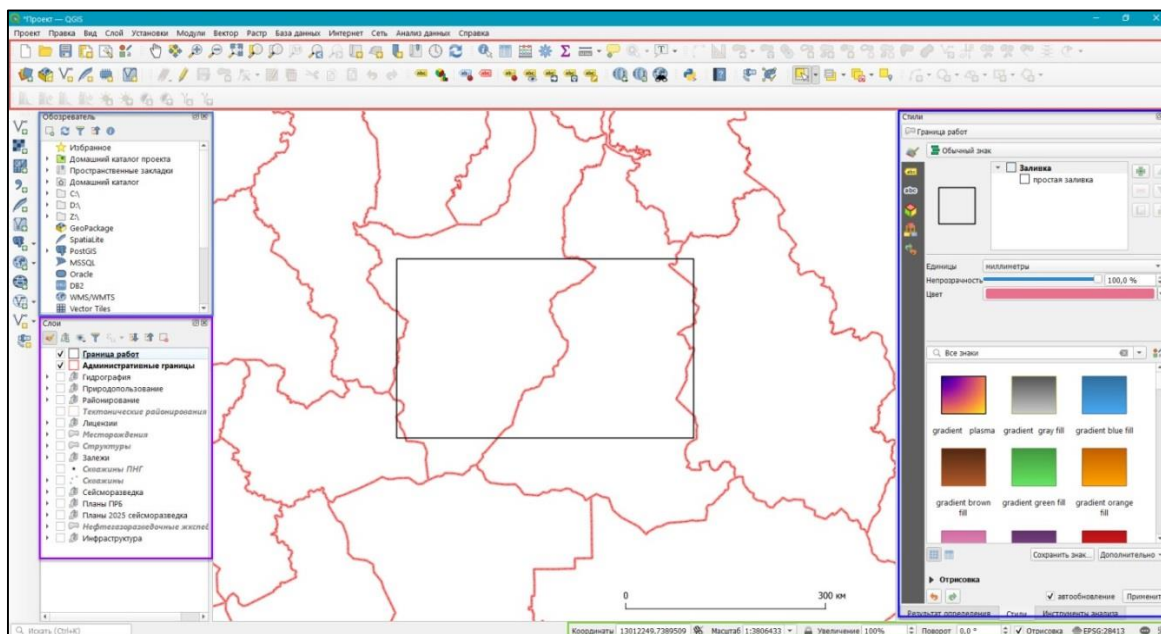 *Проект — QGIS
Проект Правка Вид Слой Установки Модули Вектор Растр База данных Интернет Сеть Анализ данных Справка
Обозреватель
Избранное
Домашний каталог проекта
Пространственные закладки
Домашний каталог
C:\
D:\
Z:\
GeoPackage
SpatiaLite
PostGIS
MSSQL
Oracle
DB2
WMS/WMTS
Vector Tiles
Слои
Граница работ
Административные границы
Гидрография
Природопользование
Районирование
Тектонические районирования
Лицензии
Месторождения
Структуры
Залежи
Скважины ПНГ
Скважины
Сейсморазведка
Планы ПРБ
Планы 2025 сейсморазведка
Нефтегазоразведочные
Инфраструктура
0 300 км
Стили
Граница работ
Обычный знак
Заливка
простая заливка
Единицы миллиметры
Непрозрачность 100,0 %
Цвет
Все знаки
gradient plasma gradient gray fill gradient blue fill
gradient brown fill gradient green fill gradient orange fill
Сохранить знак... Дополнительно
Отрисовка
автообновление Применить
Результат определения Стили Инструменты анализа
Искать (Ctrl+K) Координаты 13012249,7389509 Масштаб 1:3806433 Увеличение 100% Поворот 0,0 ° Отрисовка EPSG:28413